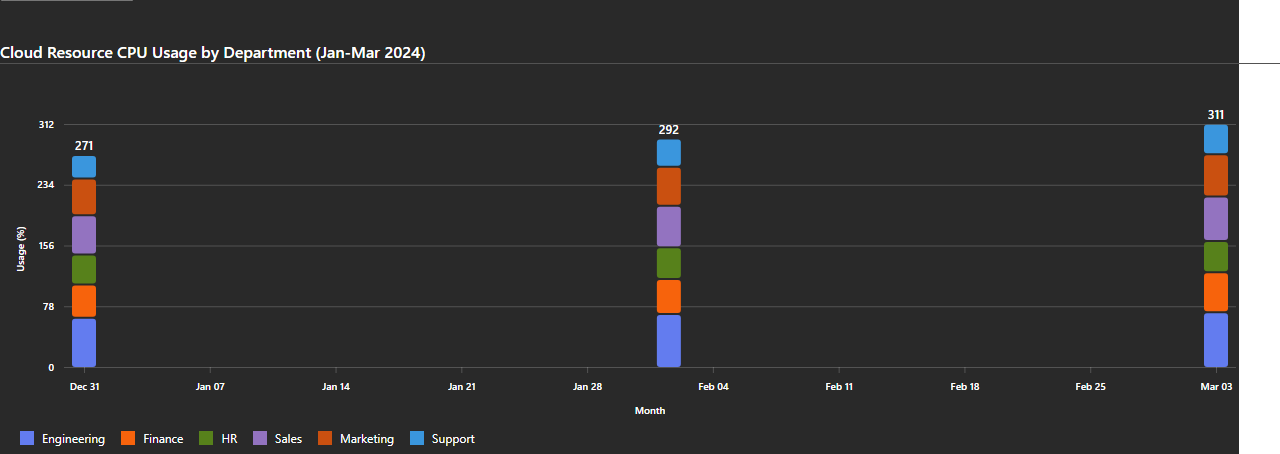 Cloud Resource CPU Usage by Department (Jan-Mar 2024)
311
292
271
312
234
156
78
0
Usage (%)
Dec 31 Jan 07 Jan 14 Jan 21 Jan 28 Feb 04 Feb 11 Feb 18 Feb 25 Mar 03
Month
Engineering Finance HR Sales Marketing Support